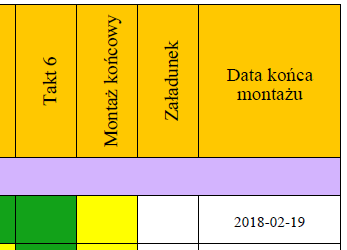 Takt 6
Montaż końcowy
Załadunek
Data końca
montażu
2018-02-19